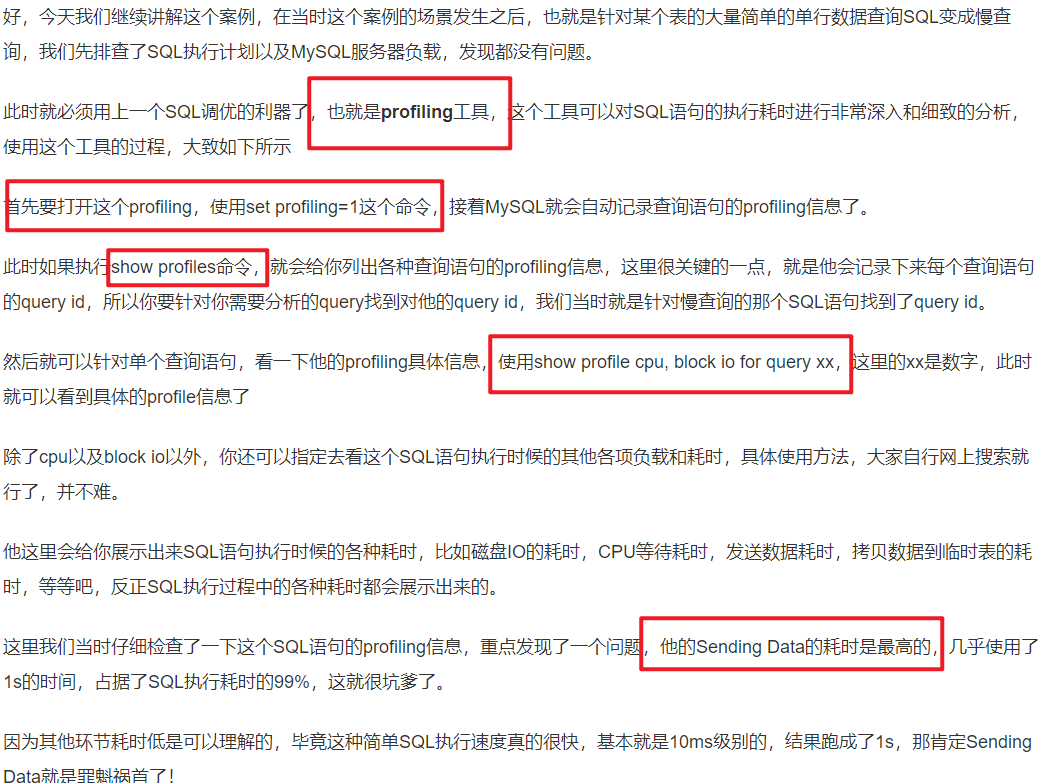 好，今天我们继续讲解这个案例，在当时这个案例的场景发生之后，也就是针对某个表的大量简单的单行数据查询SQL变成慢查
询，我们先排查了SQL执行计划以及MySQL服务器负载，发现都没有问题。
此时就必须用上一个SQL调优的利器了，也就是profiling工具，这个工具可以对SQL语句的执行耗时进行非常深入和细致的分析，
使用这个工具的过程，大致如下所示
首先要打开这个profiling，使用set profiling=1这个命令，接着MySQL就会自动记录查询语句的profiling信息了。
此时如果执行show profiles命令，就会给你列出各种查询语句的profiling信息，这里很关键的一点，就是他会记录下来每个查询语句
的query id，所以你要针对你需要分析的query找到对他的query id，我们当时就是针对慢查询的那个SQL语句找到了query id。
然后就可以针对单个查询语句，看一下他的profiling具体信息，使用show profile cpu, block io for query xx，这里的xx是数字，此时
就可以看到具体的profile信息了
除了cpu以及block io以外，你还可以指定去看这个SQL语句执行时候的其他各项负载和耗时，具体使用方法，大家自行网上搜索就
行了，并不难。
他这里会给你展示出来SQL语句执行时候的各种耗时，比如磁盘IO的耗时，CPU等待耗时，发送数据耗时，拷贝数据到临时表的耗
时，等等吧，反正SQL执行过程中的各种耗时都会展示出来的。
这里我们当时仔细检查了一下这个SQL语句的profiling信息，重点发现了一个问题，他的Sending Data的耗时是最高的，几乎使用了
1s的时间，占据了SQL执行耗时的99%，这就很坑爹了。
因为其他环节耗时低是可以理解的，毕竟这种简单SQL执行速度真的很快，基本就是10ms级别的，结果跑成了1s，那肯定Sending
Data就是罪魁祸首了！